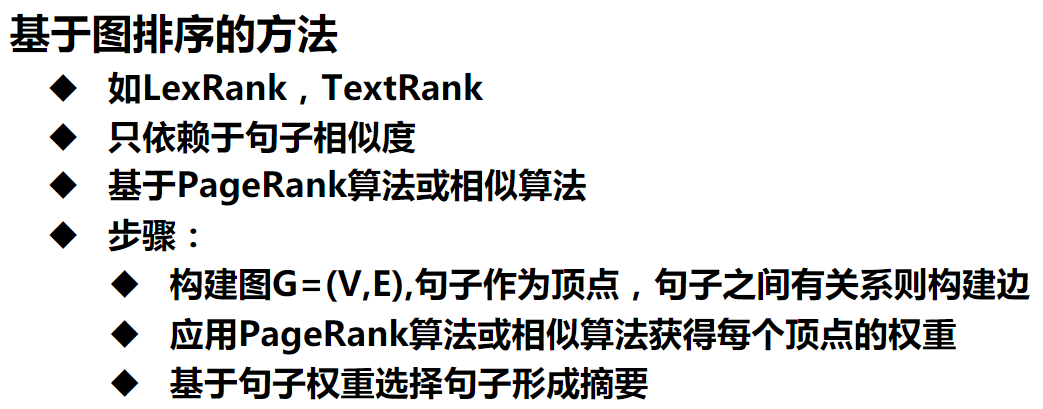 基于图排序的方法
◆ 如LexRank，TextRank
◆ 只依赖于句子相似度
◆ 基于PageRank算法或相似算法
◆ 步骤：
◆ 构建图G=(V,E),句子作为顶点，句子之间有关系则构建边
◆ 应用PageRank算法或相似算法获得每个顶点的权重
◆ 基于句子权重选择句子形成摘要